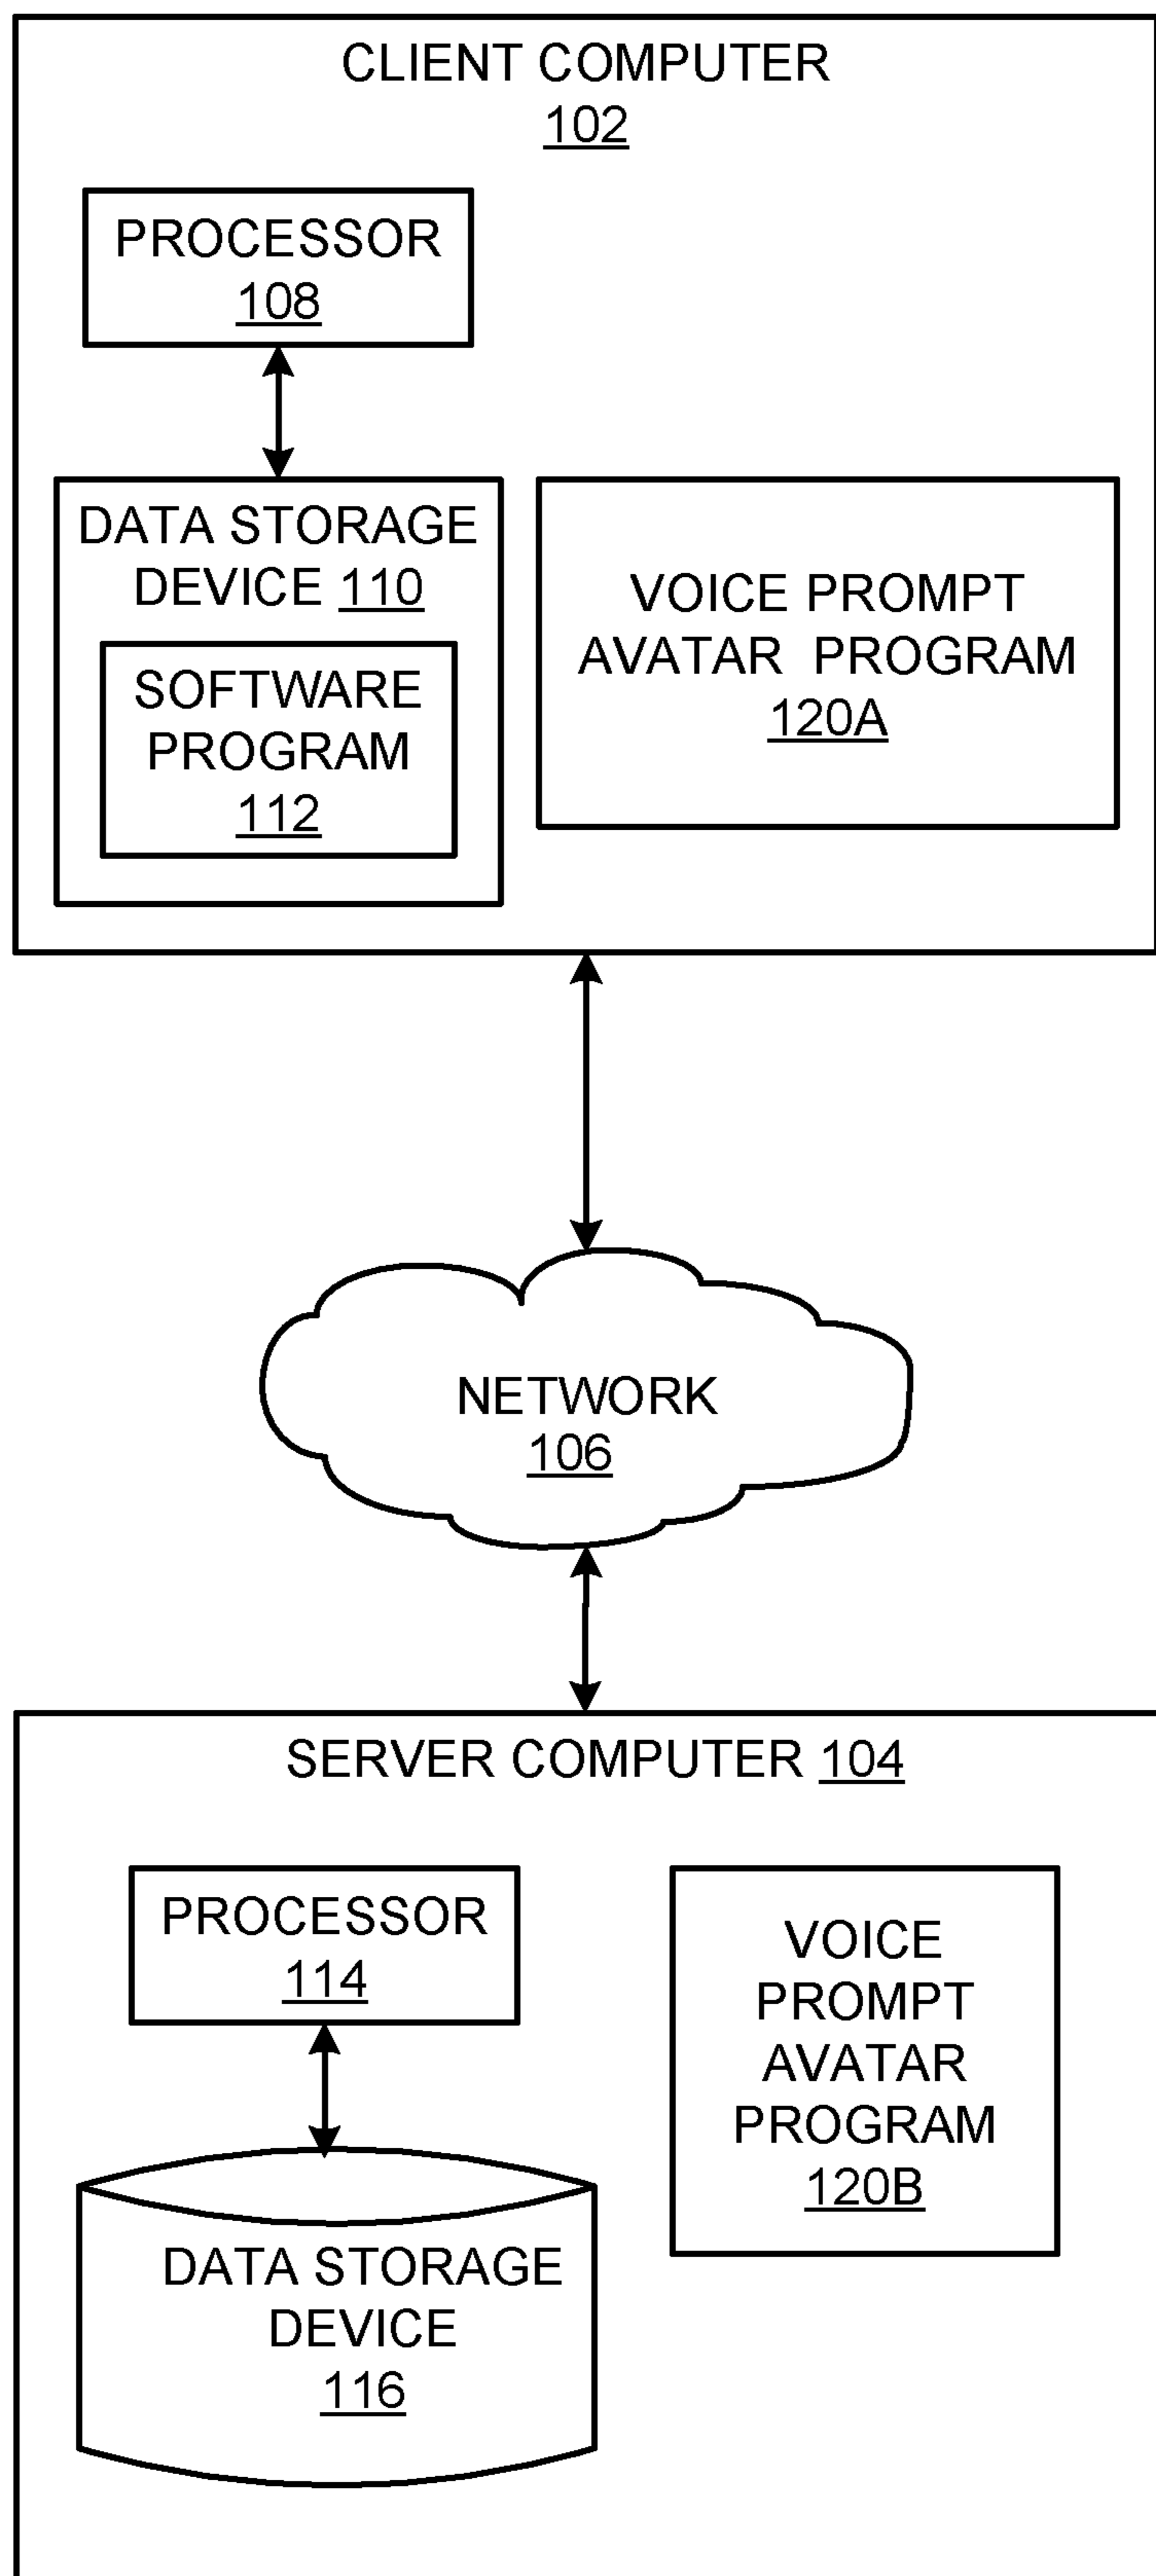 CLIENT COMPUTER
102
PROCESSOR
108
DATA STORAGE
DEVICE 110
SOFTWARE
PROGRAM
112
VOICE PROMPT
AVATAR PROGRAM
120A
NETWORK
106
SERVER COMPUTER 104
PROCESSOR
114
VOICE
PROMPT
AVATAR
PROGRAM
120B
DATA STORAGE
DEVICE
116